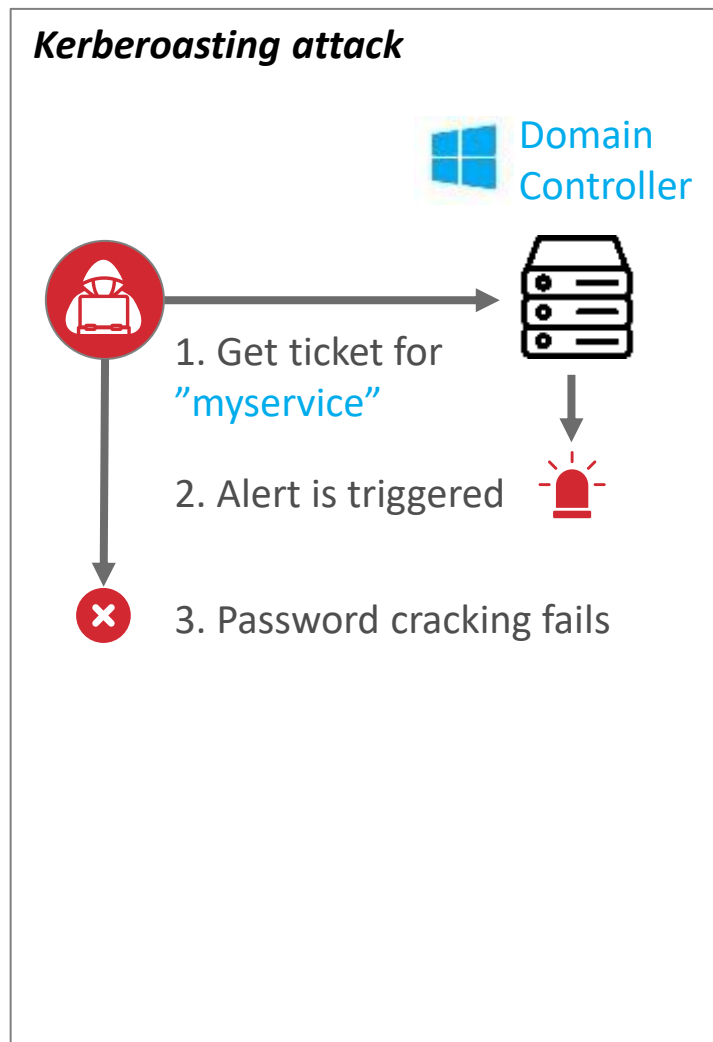 Kerberoasting attack
Domain
Controller
1. Get ticket for
”myservice”
2. Alert is triggered
3. Password cracking fails